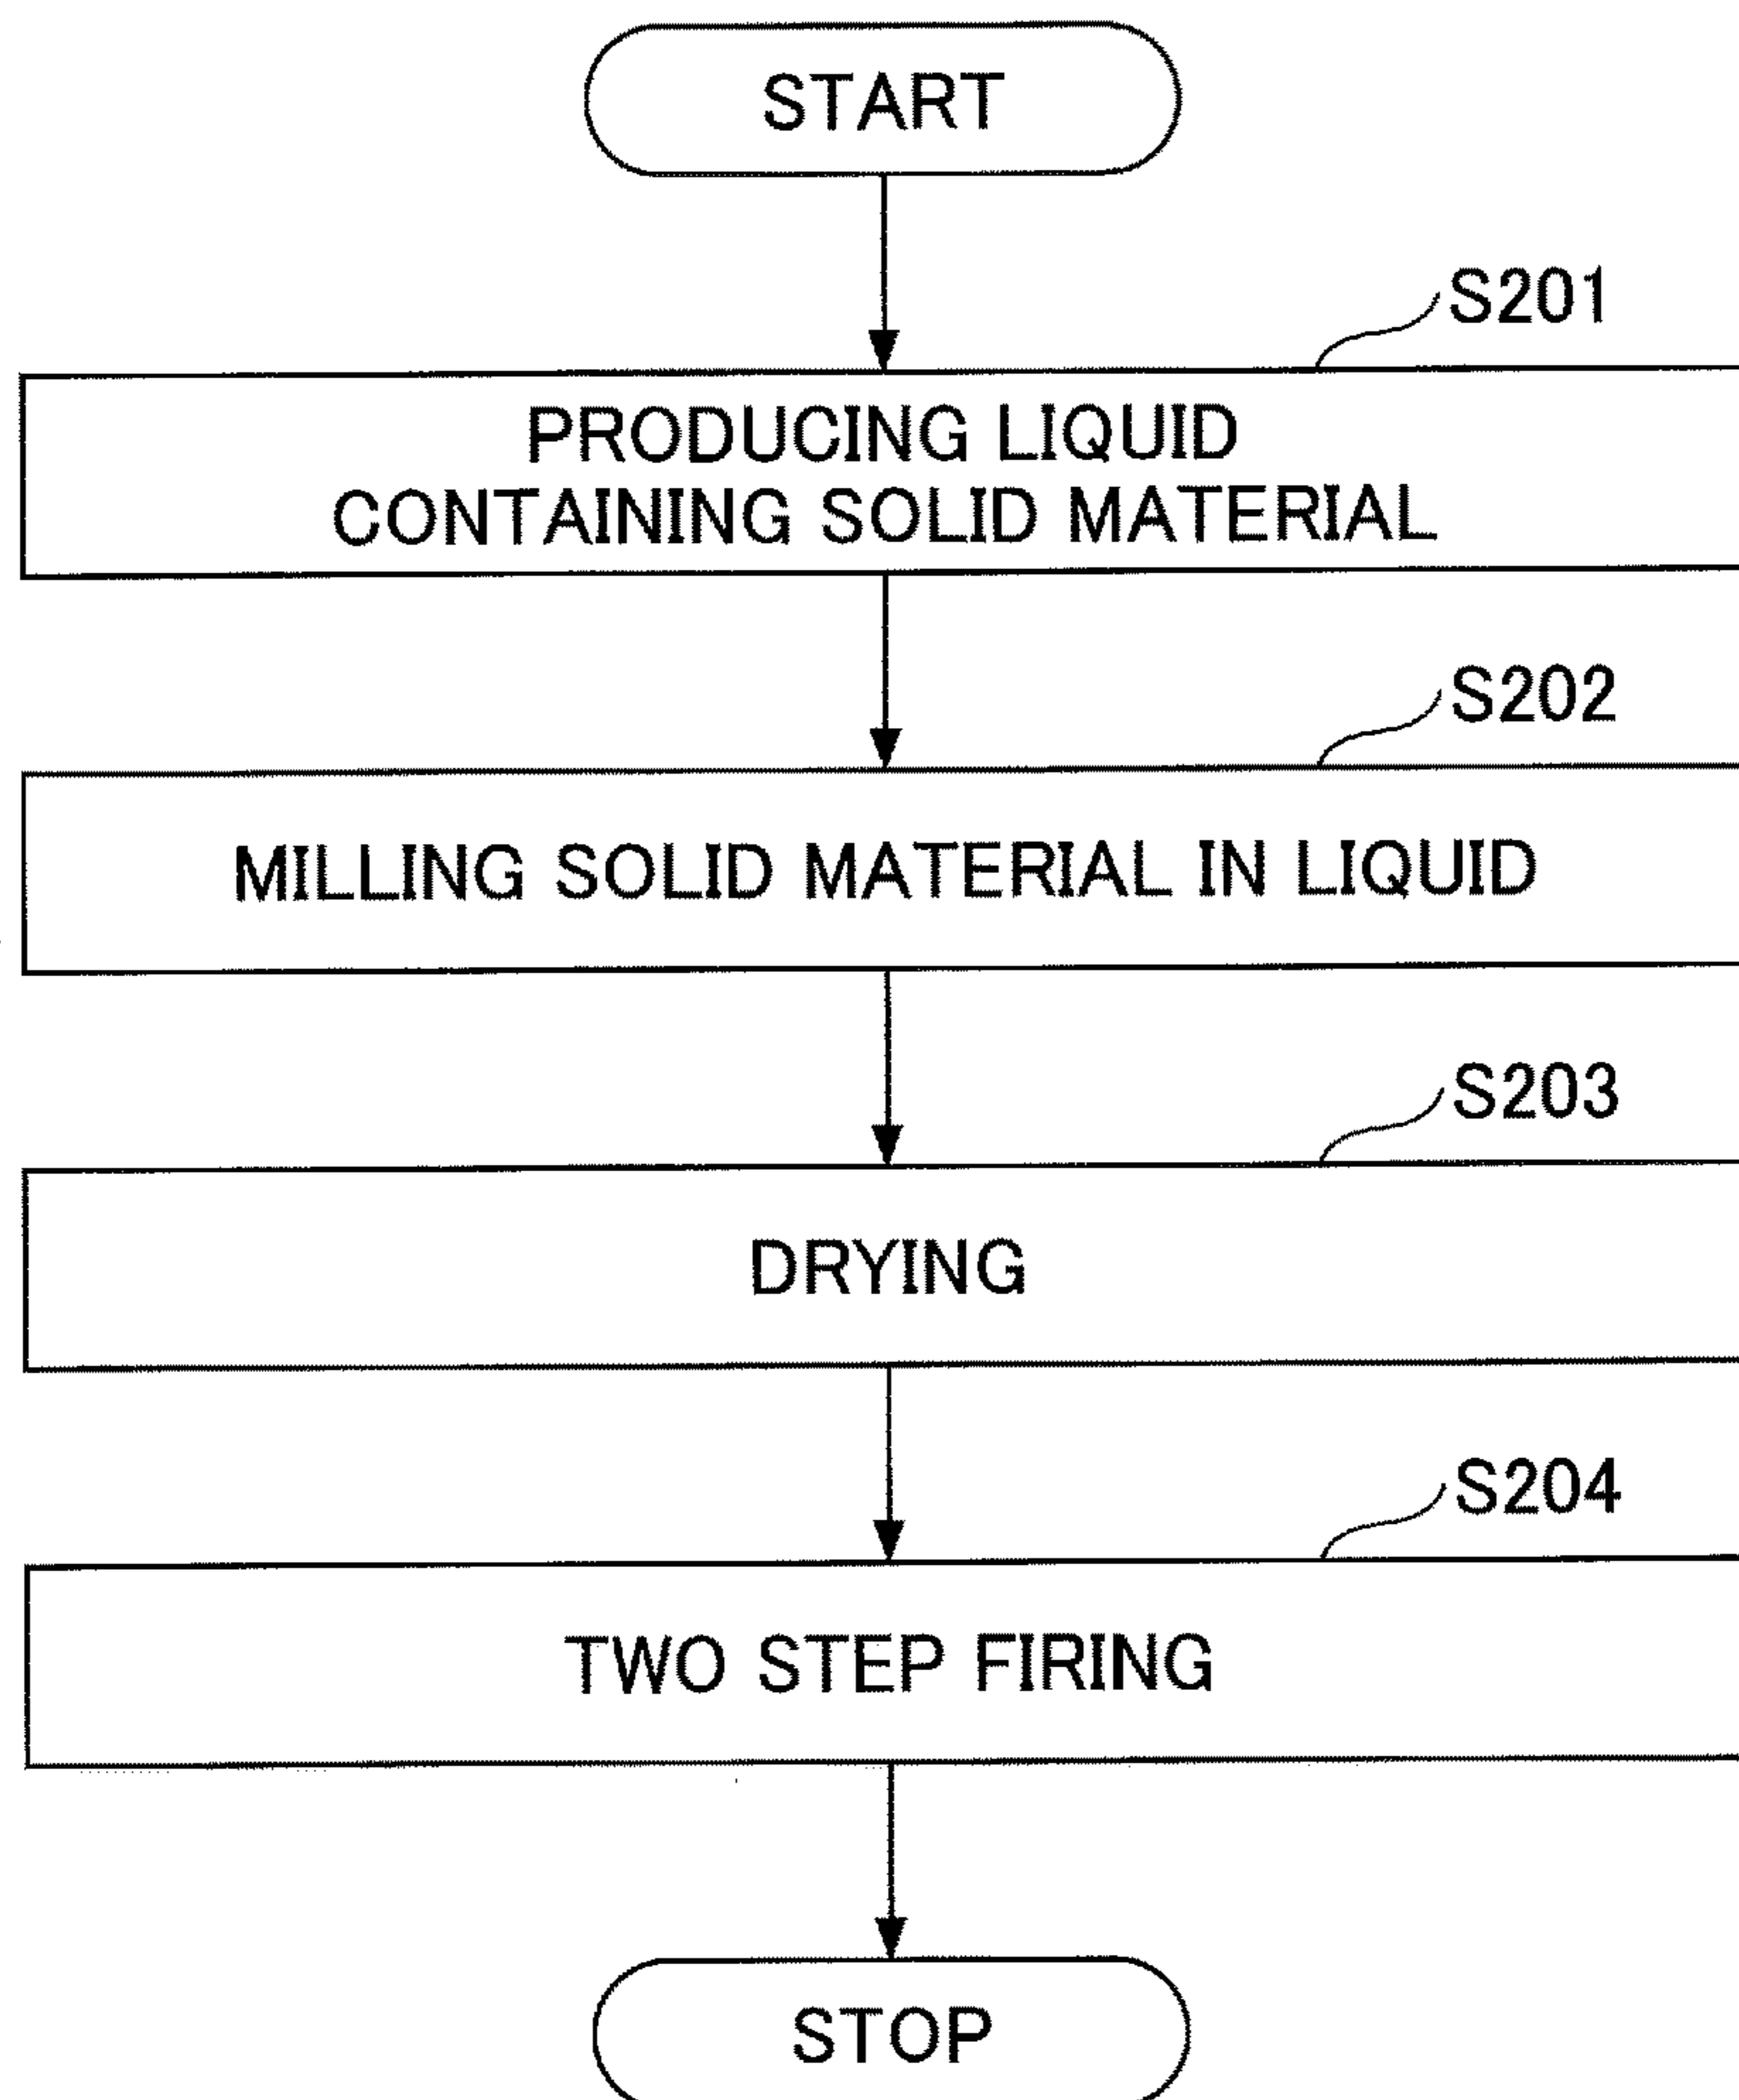 START
S201
PRODUCING LIQUID
CONTAINING SOLID MATERIAL
S202
MILLING SOLID MATERIAL IN LIQUID
S203
DRYING
S204
TWO STEP FIRING
STOP